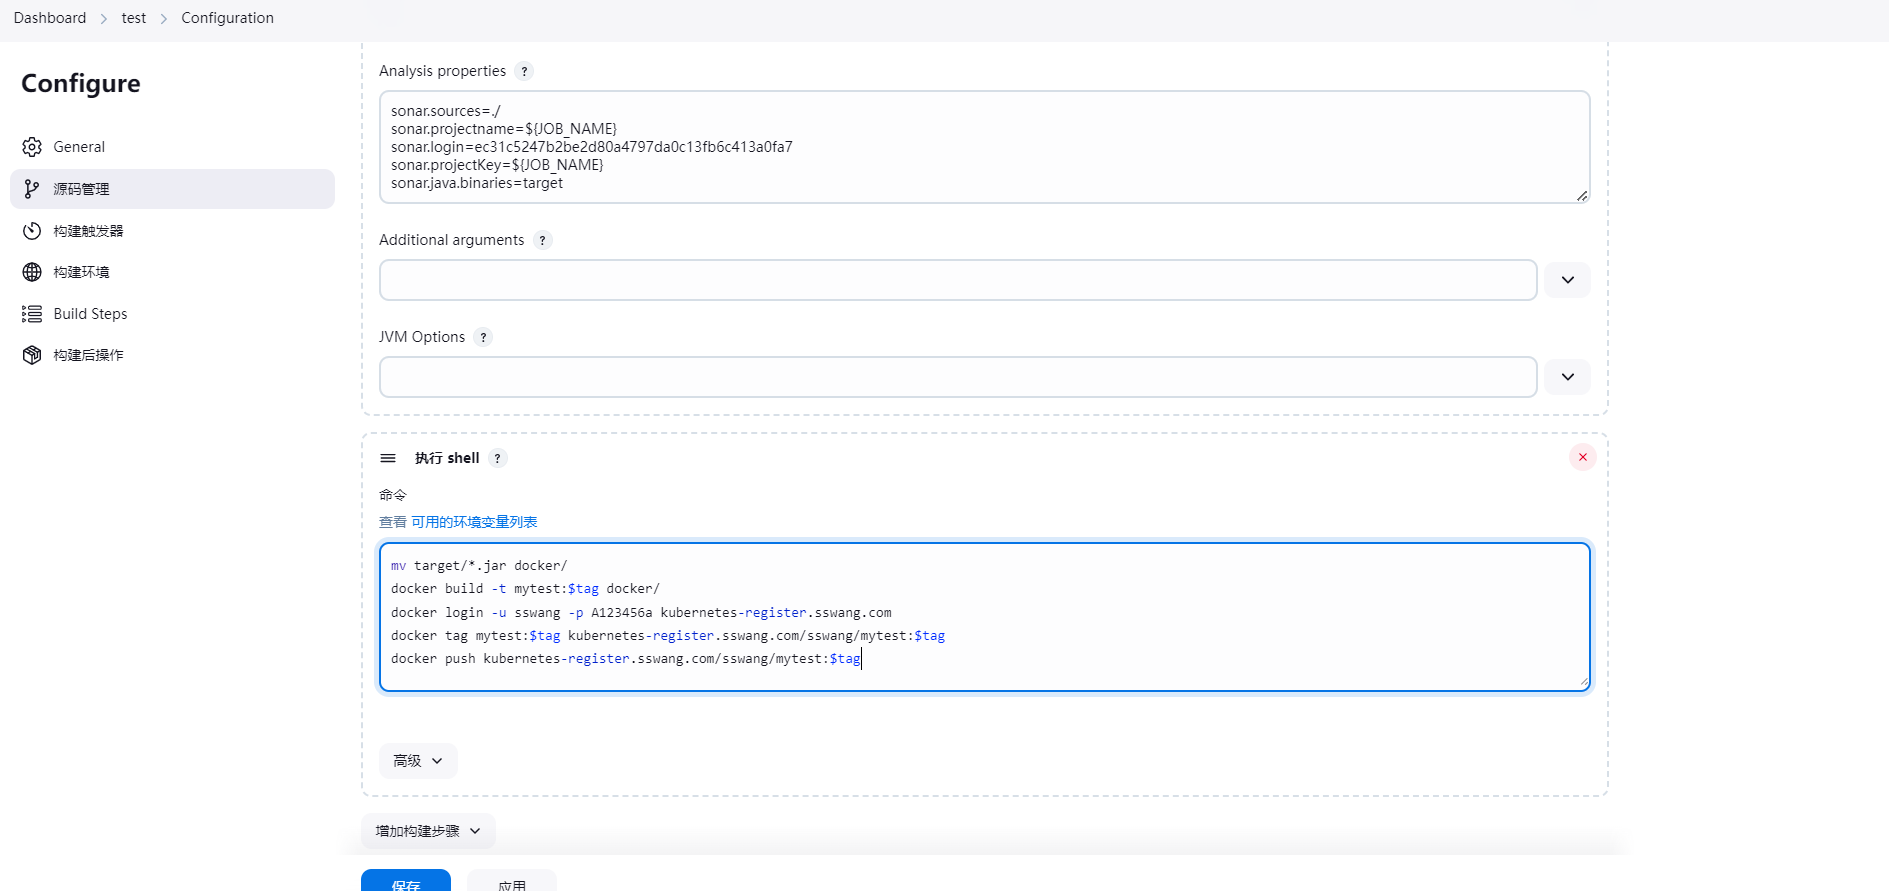 Dashboard > test > Configuration
Configure
General
源码管理
构建触发器
构建环境
Build Steps
构建后操作
Analysis properties ?
sonar.sources=./
sonar.projectname=${JOB_NAME}
sonar.login=ec31c5247b2be2d80a4797da0c13fb6c413a0fa7
sonar.projectKey=${JOB_NAME}
sonar.java.binaries=target
Additional arguments ?
JVM Options ?
执行 shell ?
命令
查看 可用的环境变量列表
mv target/*.jar docker/
docker build -t mytest:$tag docker/
docker login -u sswang -p A123456a kubernetes-register.sswang.com
docker tag mytest:$tag kubernetes-register.sswang.com/sswang/mytest:$tag
docker push kubernetes-register.sswang.com/sswang/mytest:$tag
高级
增加构建步骤
保存 应用